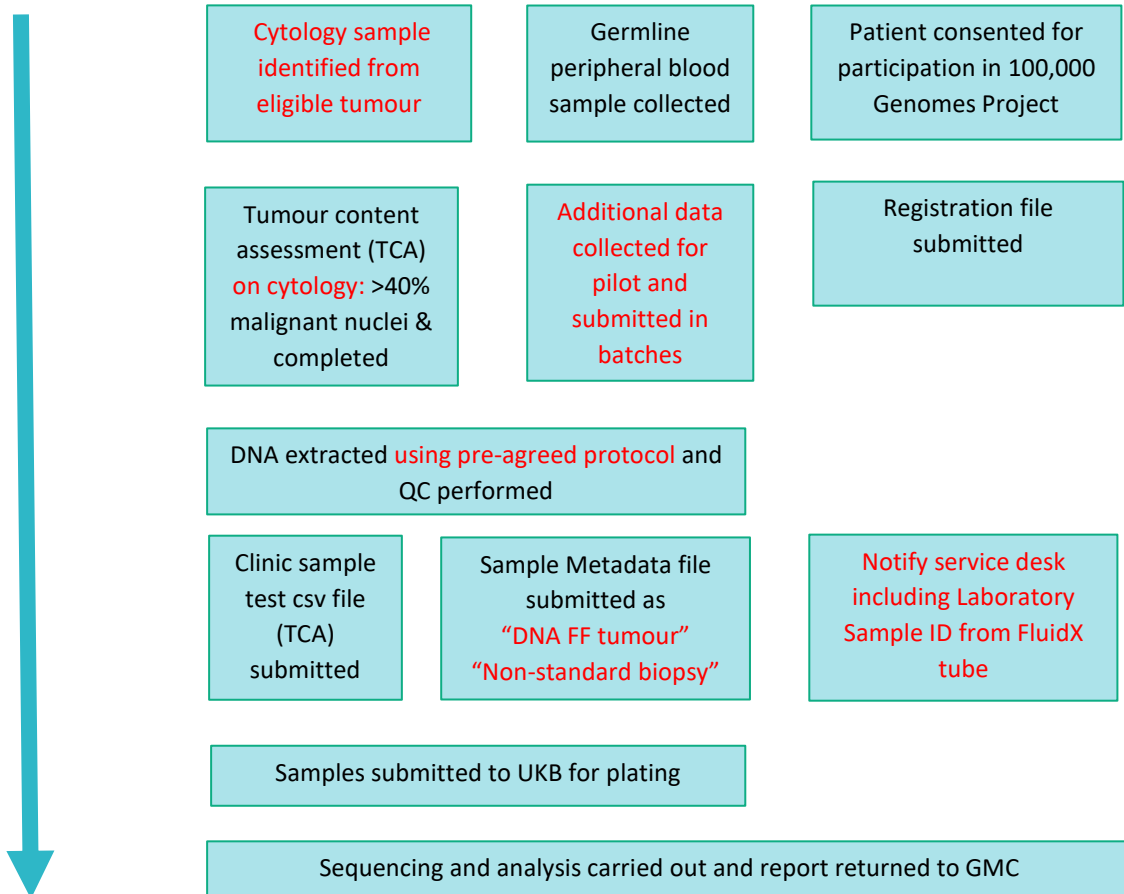 Cytology sample
identified from
eligible tumour
Germline
peripheral blood
sample collected
Patient consented for
participation in 100,000
Genomes Project
Tumour content
assessment (TCA)
on cytology: >40%
malignant nuclei &
completed
Additional data
collected for
pilot and
submitted in
batches
Registration file
submitted
DNA extracted using pre-agreed protocol and
QC performed
Clinic sample
test csv file
(TCA)
submitted
Sample Metadata file
submitted as
“DNA FF tumour”
“Non-standard biopsy”
Notify service desk
including Laboratory
Sample ID from FluidX
tube
Samples submitted to UKB for plating
Sequencing and analysis carried out and report returned to GMC